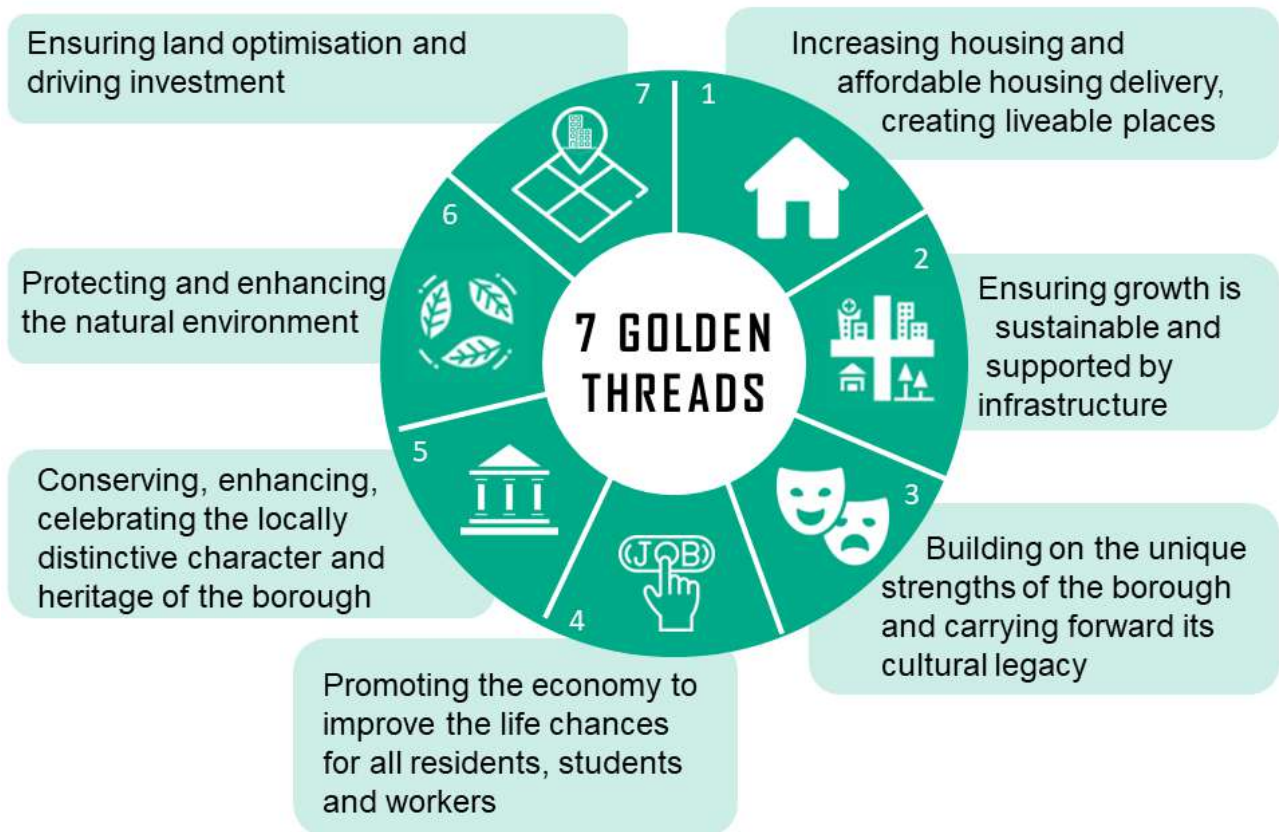 7 GOLDEN
THREADS
1
Increasing housing and
affordable housing delivery,
creating liveable places
2
Ensuring growth is
sustainable and
supported by
infrastructure
3
Building on the unique
strengths of the borough
and carrying forward its
cultural legacy
4
JOB
Promoting the economy to
improve the life chances
for all residents, students
and workers
5
Conserving, enhancing,
celebrating the locally
distinctive character and
heritage of the borough
6
Protecting and enhancing
the natural environment
7
Ensuring land optimisation and
driving investment